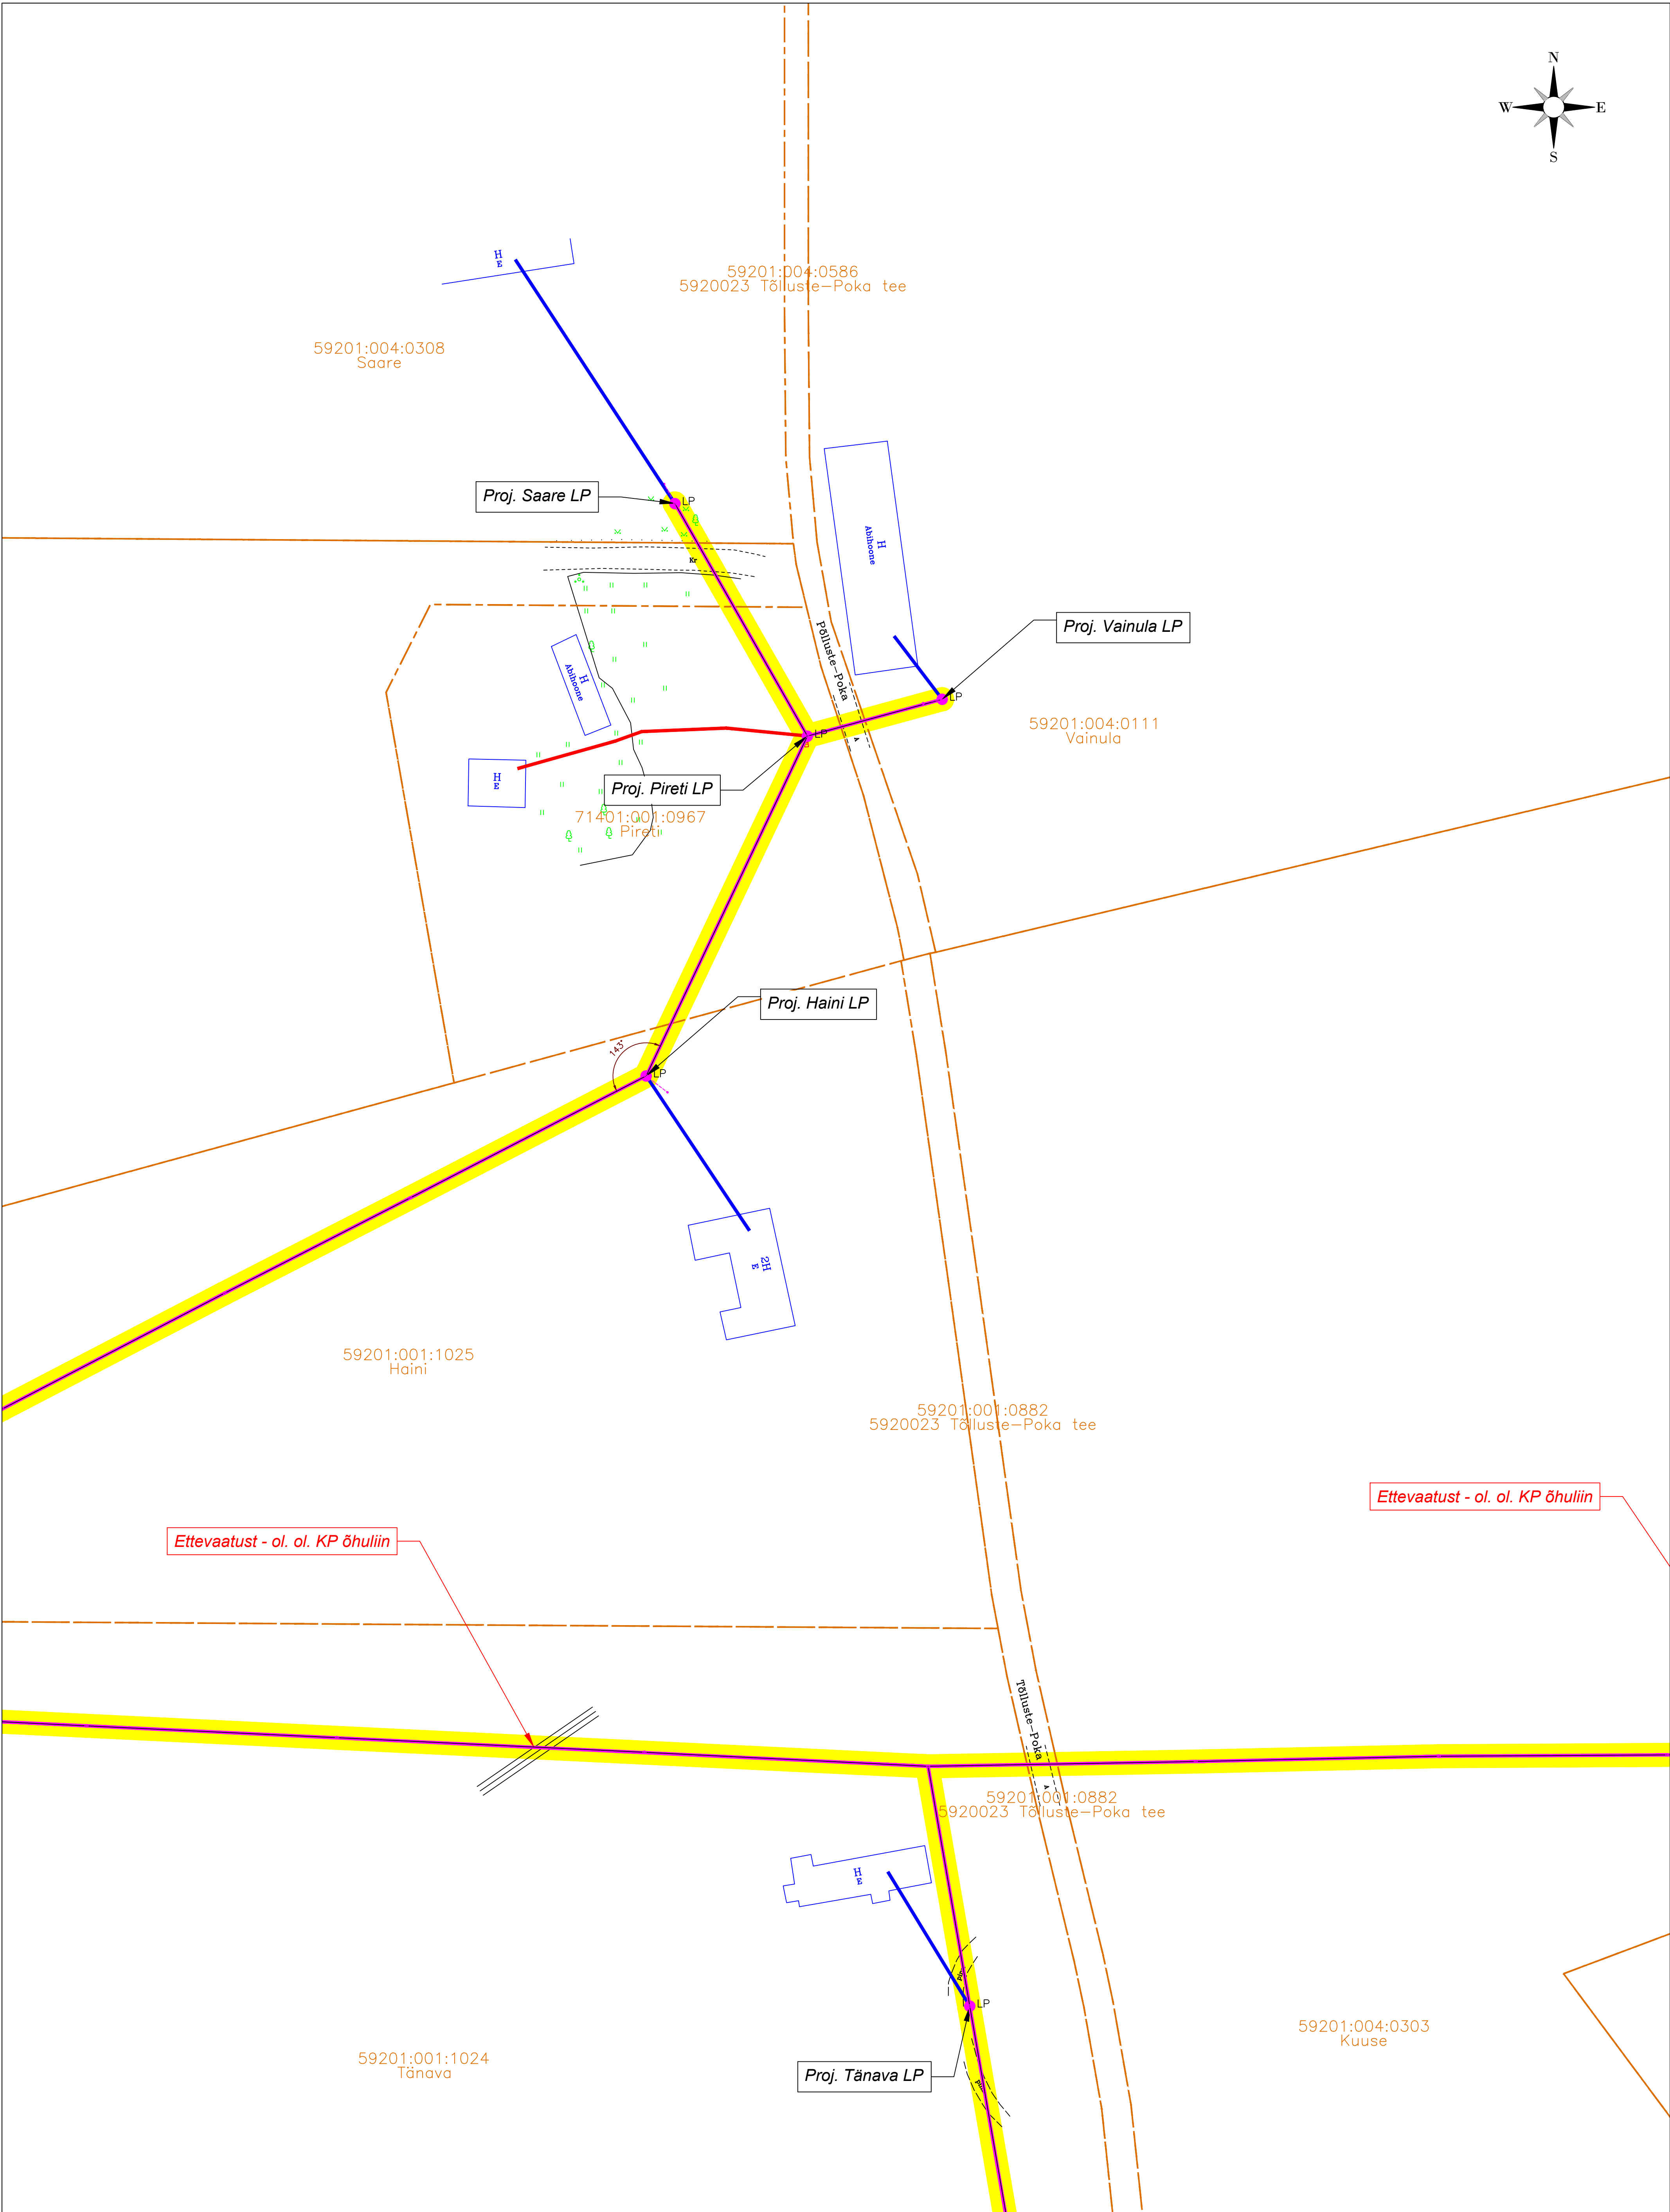 N
W
E
S
H
E
59201:004:0586
5920023 Tõlluste-Poka tee
59201:004:0308
Saare
Proj. Saare LP
LP
Kr
H
Abihoone
Põlluste-Poka
Proj. Vainula LP
LP
H
Abihoone
59201:004:0111
Vainula
LP
A
H
E
Proj. Pireti LP
71401:001:0967
Pireti
Proj. Haini LP
143°
LP
2H
E
59201:001:1025
Haini
59201:001:0882
5920023 Tõlluste-Poka tee
Ettevaatust - ol. ol. KP õhuliin
Ettevaatust - ol. ol. KP õhuliin
Tõlluste-Poka
A
59201:001:0882
5920023 Tõlluste-Poka tee
H
E
LP
59201:004:0303
Kuuse
59201:001:1024
Tänava
Proj. Tänava LP